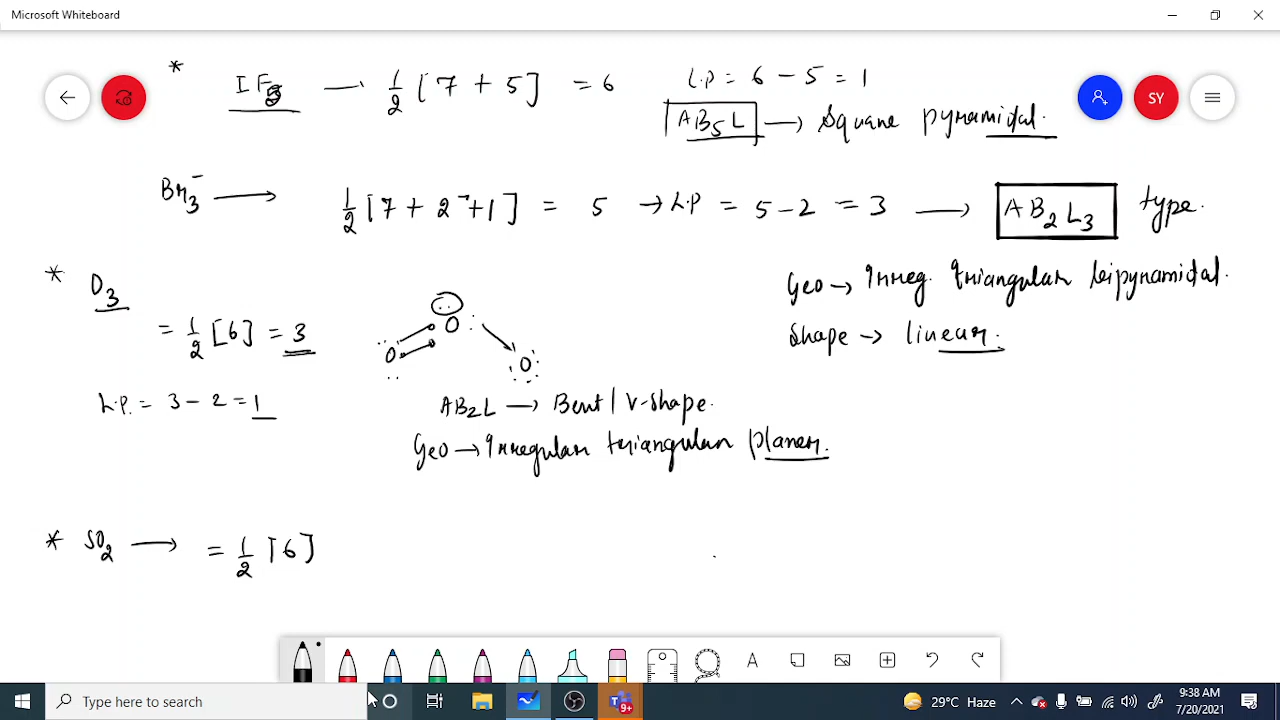 Microsoft Whiteboard
SY
* IF5 → 1/2 [7 + 5] = 6 L.P = 6 - 5 = 1
AB₅L → Square pyramidal.
Br₃⁻ → 1/2 [7 + 2 + 1] = 5 → L.P = 5 - 2 = 3 → AB₂L₃ type.
Geo → Irreg. triangular bipyramidal.
Shape → linear.
* O₃
= 1/2 [6] = 3
L.P. = 3 - 2 = 1
O O O
AB₂L → Bent / V-shape.
Geo → Irregular triangular planer.
* SO₂ → = 1/2 [6]
A
Type here to search
9+
29°C Haze
9:38 AM
7/20/2021